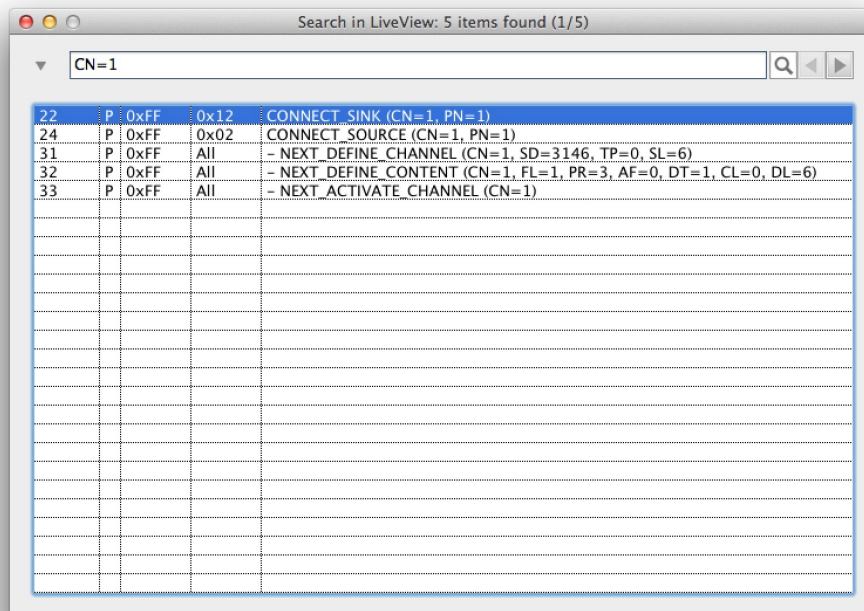 Search in LiveView: 5 items found (1/5)
CN=1
22 P 0xFF 0x12 CONNECT_SINK (CN=1, PN=1)
24 P 0xFF 0x02 CONNECT_SOURCE (CN=1, PN=1)
31 P 0xFF All – NEXT_DEFINE_CHANNEL (CN=1, SD=3146, TP=0, SL=6)
32 P 0xFF All – NEXT_DEFINE_CONTENT (CN=1, FL=1, PR=3, AF=0, DT=1, CL=0, DL=6)
33 P 0xFF All – NEXT_ACTIVATE_CHANNEL (CN=1)